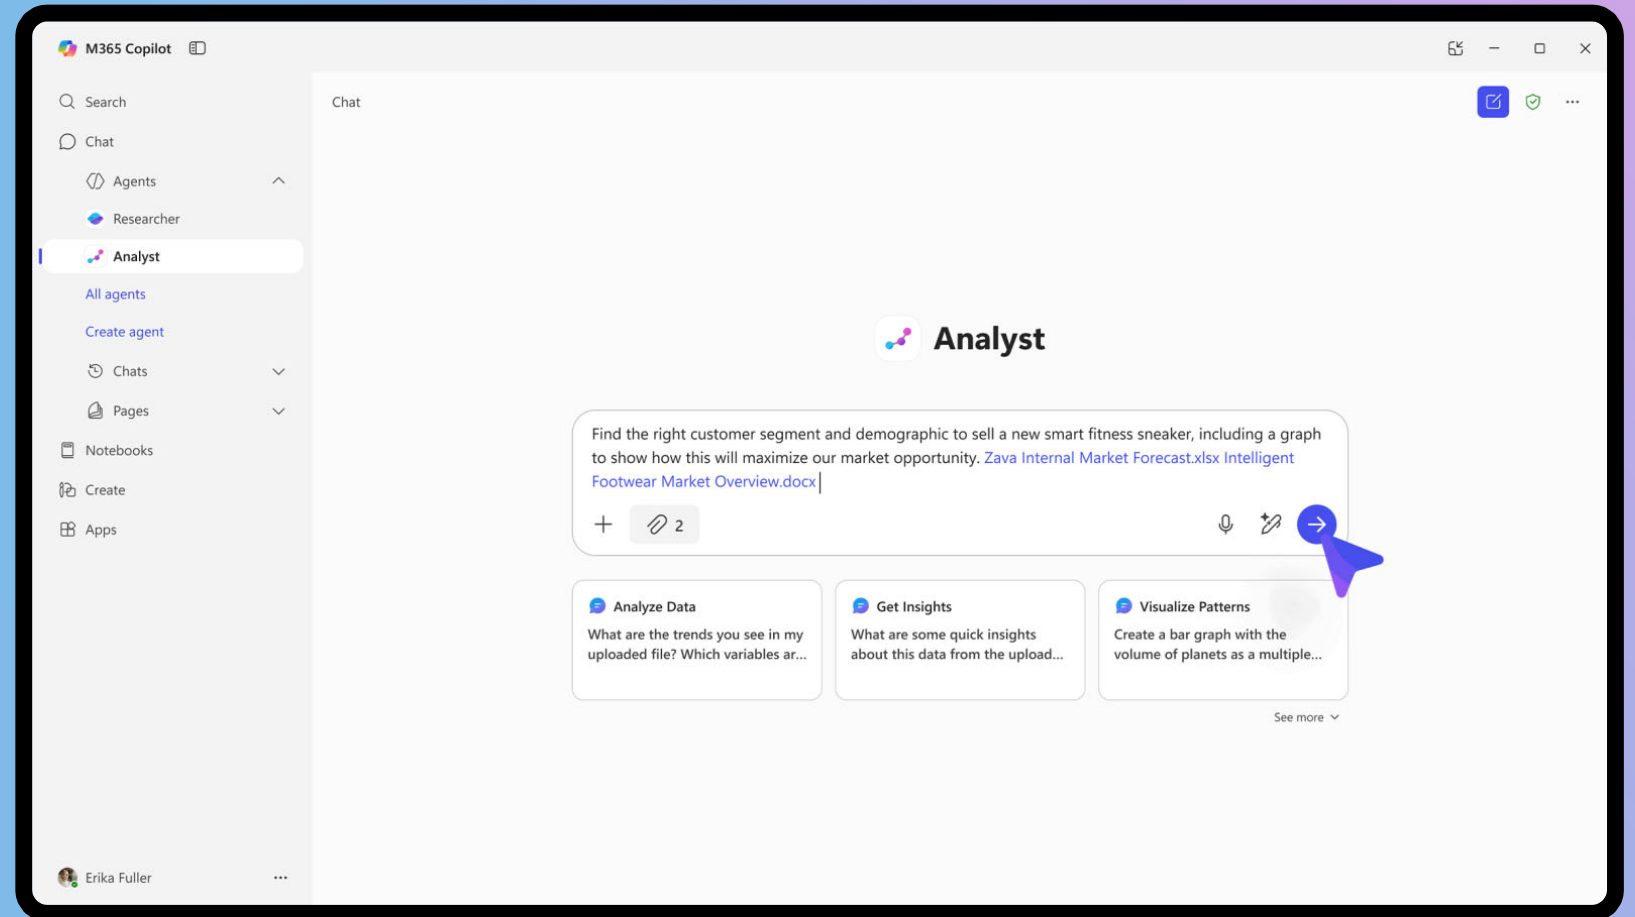 M365 Copilot
Search
Chat
Agents
Researcher
Analyst
All agents
Create agent
Chats
Pages
Notebooks
Create
Apps
Erika Fuller
Chat
Analyst
Find the right customer segment and demographic to sell a new smart fitness sneaker, including a graph
to show how this will maximize our market opportunity. Zava Internal Market Forecast.xlsx Intelligent
Footwear Market Overview.docx
2
Analyze Data
What are the trends you see in my
uploaded file? Which variables ar...
Get Insights
What are some quick insights
about this data from the upload...
Visualize Patterns
Create a bar graph with the
volume of planets as a multiple...
See more